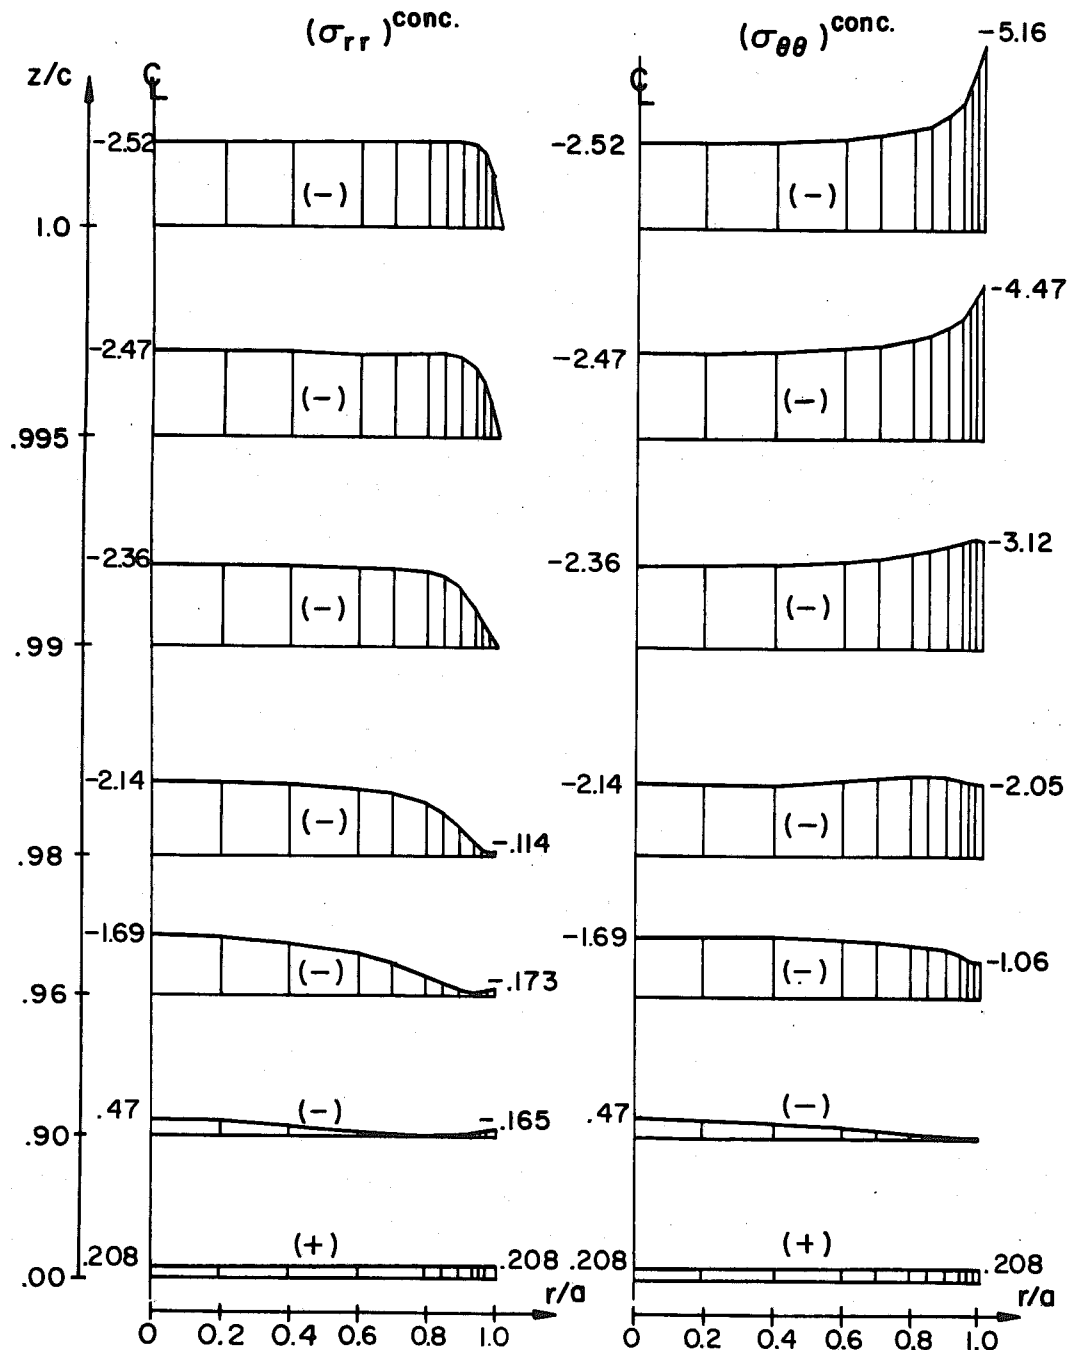 (σrr)conc. (σθθ)conc.
-5.16
z/c ℄ ℄
-2.52 (-) -2.52 (-)
1.0
-4.47
-2.47 (-) -2.47 (-)
.995
-2.36 (-) -2.36 (-) -3.12
.99
-2.14 (-) -.114 -2.14 (-) -2.05
.98
-1.69 (-) -.173 -1.69 (-) -1.06
.96
.47 (-) -.165 .47 (-)
.90
.208 (+) .208 .208 (+) .208
.00
r/a r/a
0 0.2 0.4 0.6 0.8 1.0 0 0.2 0.4 0.6 0.8 1.0